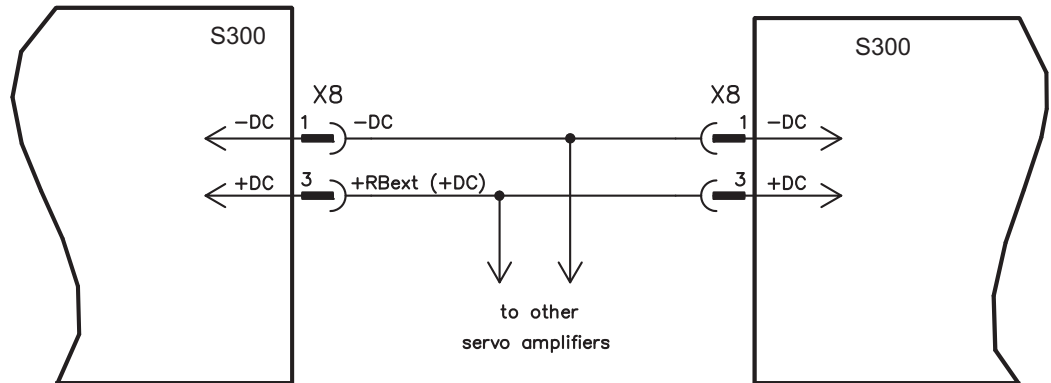 S300
S300
X8
X8
−DC 1 −DC
1 −DC
+DC 3 +RBext (+DC)
3 +DC
to other
servo amplifiers